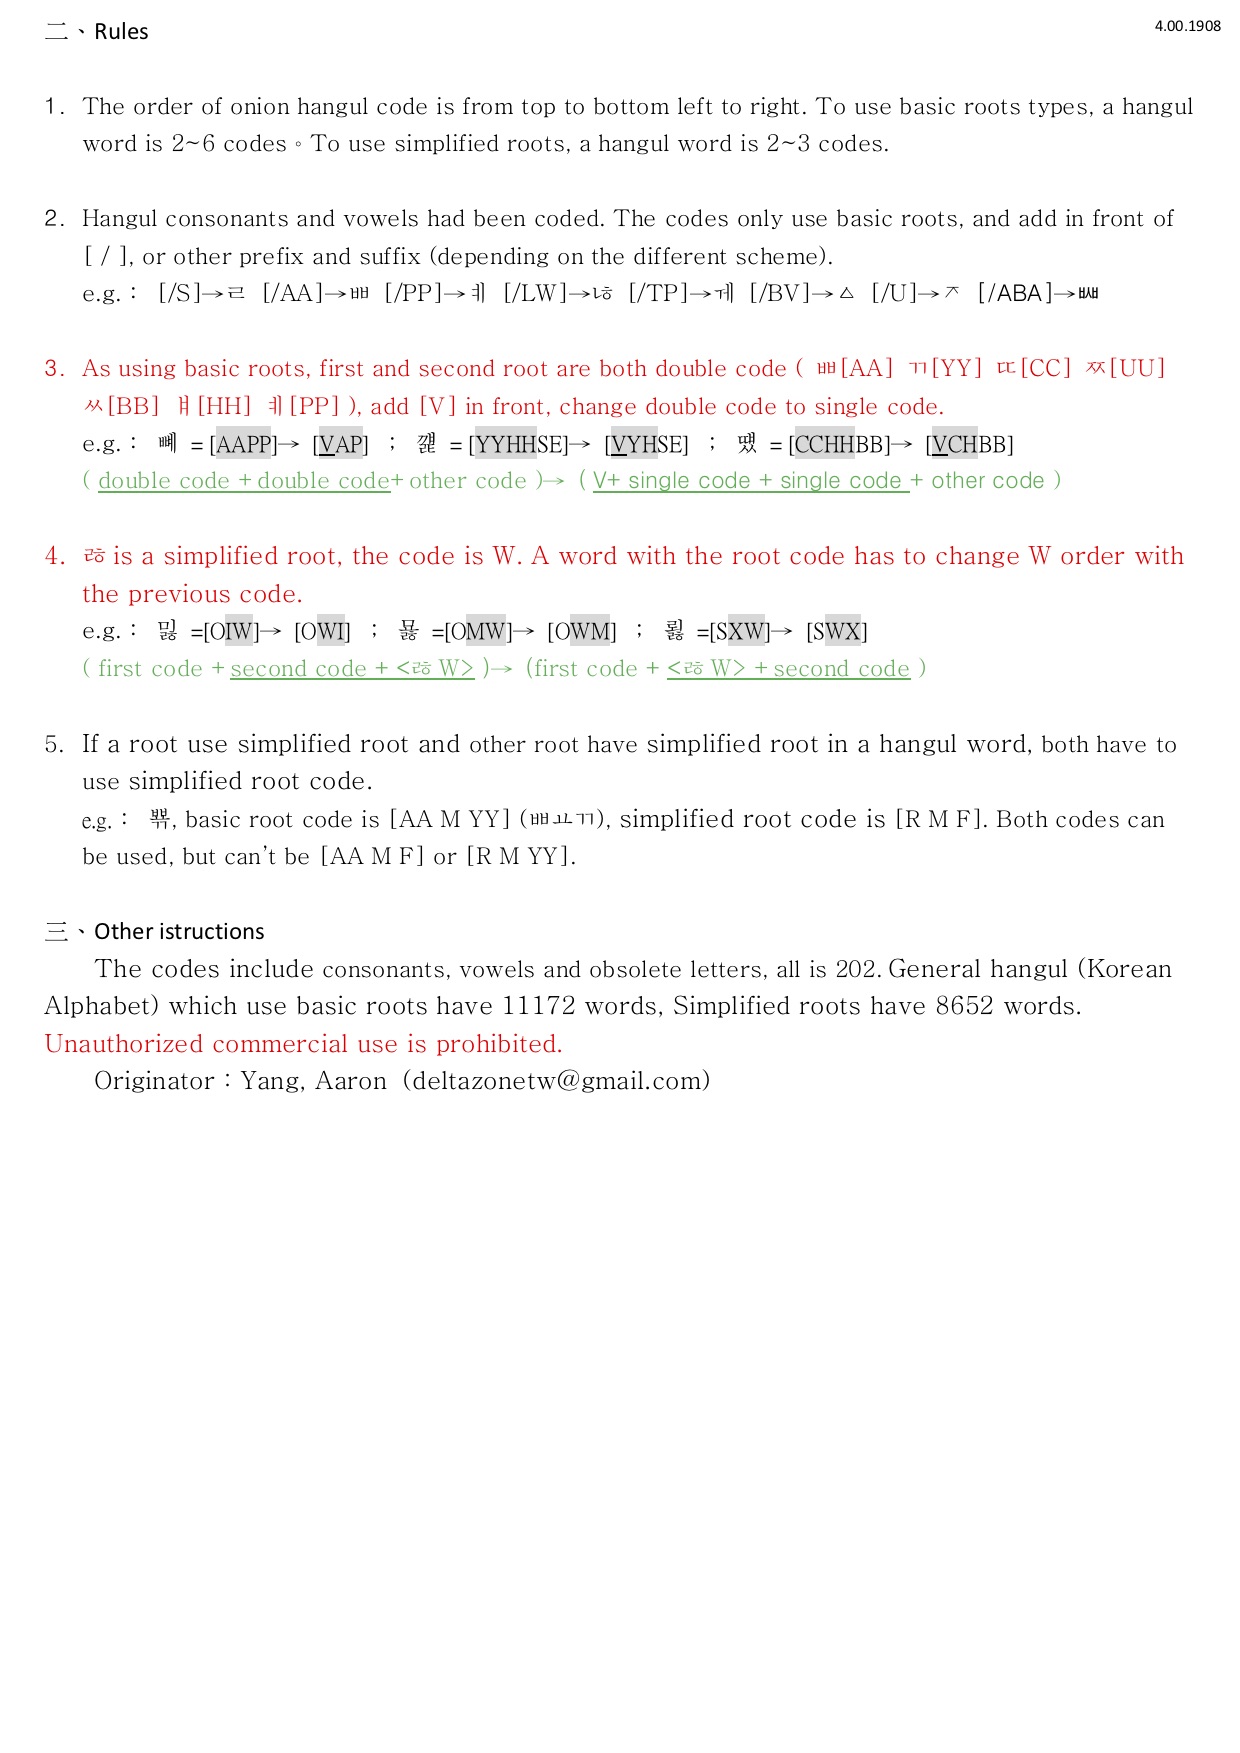 二、Rules
4.00.1908
1. The order of onion hangul code is from top to bottom left to right. To use basic roots types, a hangul
word is 2~6 codes。To use simplified roots, a hangul word is 2~3 codes.
2. Hangul consonants and vowels had been coded. The codes only use basic roots, and add in front of
[ / ], or other prefix and suffix (depending on the different scheme).
e.g.： [/S]→ㄹ [/AA]→ㅃ [/PP]→ㅖ [/LW]→ㄶ [/TP]→ㅞ [/BV]→ㅿ [/U]→ㅈ [/ABA]→
3. As using basic roots, first and second root are both double code ( ㅃ[AA] ㄲ[YY] ㄸ[CC] ㅉ[UU]
ㅆ[BB] ㅒ[HH] ㅖ[PP] ), add [V] in front, change double code to single code.
e.g.： 뼤 = [AAPP]→ [VAP] ； 꺭 = [YYHHSE]→ [VYHSE] ； 떘 = [CCHHBB]→ [VCHBB]
( double code + double code+ other code )→ ( V+ single code + single code + other code )
4. ㅀ is a simplified root, the code is W. A word with the root code has to change W order with
the previous code.
e.g.： 밇 =[OIW]→ [OWI] ； 묧 =[OMW]→ [OWM] ； =[SXW]→ [SWX]
( first code + second code + <ㅀ W> )→ (first code + <ㅀ W> + second code )
5. If a root use simplified root and other root have simplified root in a hangul word, both have to
use simplified root code.
e.g.： 뾲, basic root code is [AA M YY] (ㅃㅛㄲ), simplified root code is [R M F]. Both codes can
be used, but can't be [AA M F] or [R M YY].
三、Other istructions
The codes include consonants, vowels and obsolete letters, all is 202. General hangul (Korean
Alphabet) which use basic roots have 11172 words, Simplified roots have 8652 words.
Unauthorized commercial use is prohibited.
Originator：Yang, Aaron (deltazonetw@gmail.com)